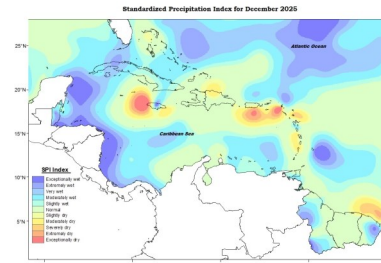 Standardized Precipitation Index for December 2025
25°N
Atlantic Ocean
20°N
15°N
Caribbean Sea
10°N
5°N
SPI Index
Exceptionally wet
Extremely wet
Very wet
Moderately wet
Slightly wet
Normal
Slightly dry
Moderately dry
Severely dry
Extremely dry
Exceptionally dry